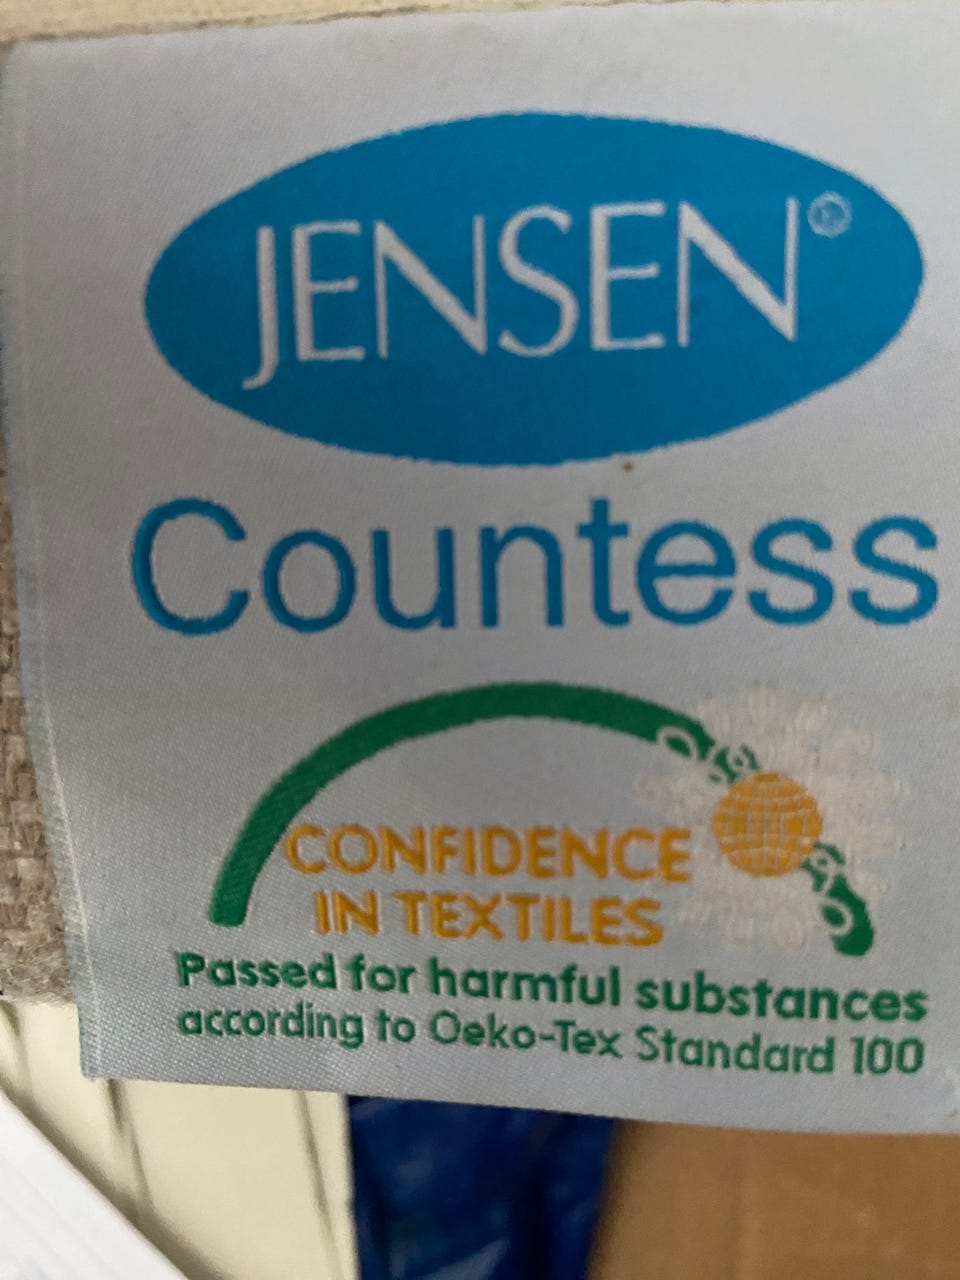 JENSEN®
Countess
CONFIDENCE
IN TEXTILES
Passed for harmful substances
according to Oeko-Tex Standard 100